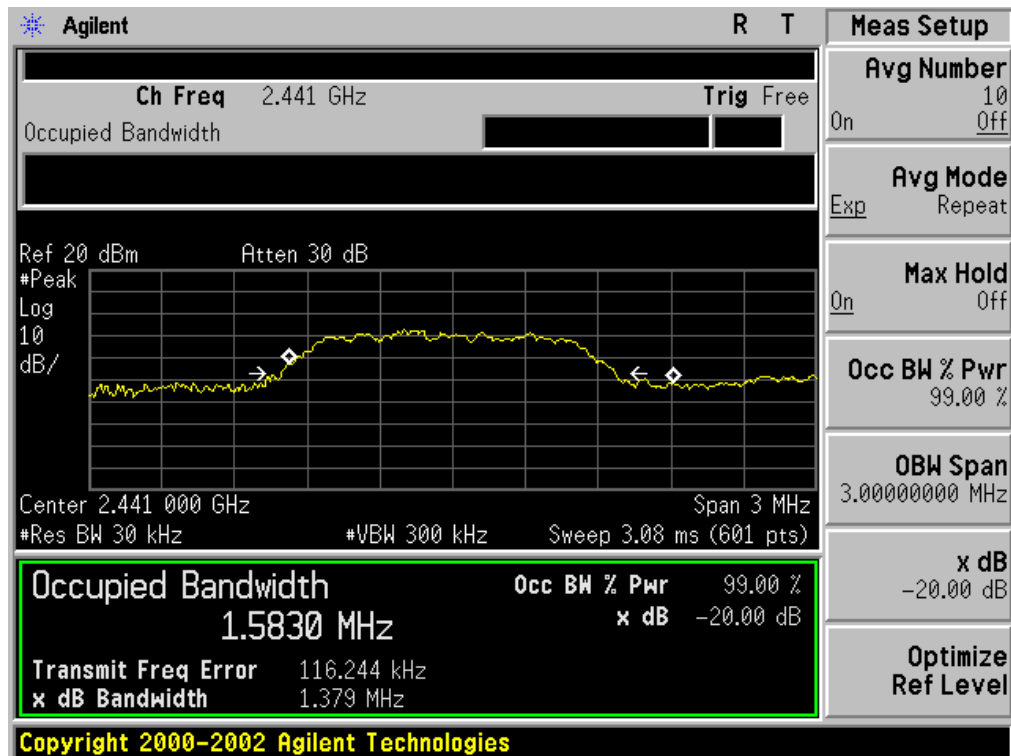 Agilent R T
Ch Freq 2.441 GHz Trig Free
Occupied Bandwidth
Ref 20 dBm Atten 30 dB
#Peak
Log
10
dB/
Center 2.441 000 GHz Span 3 MHz
#Res BW 30 kHz #VBW 300 kHz Sweep 3.08 ms (601 pts)
Occupied Bandwidth
1.5830 MHz
Occ BW % Pwr 99.00 %
x dB -20.00 dB
Transmit Freq Error 116.244 kHz
x dB Bandwidth 1.379 MHz
Copyright 2000-2002 Agilent Technologies
Meas Setup
Avg Number
10
On Off
Avg Mode
Exp Repeat
Max Hold
On Off
Occ BW % Pwr
99.00 %
OBW Span
3.00000000 MHz
x dB
-20.00 dB
Optimize
Ref Level